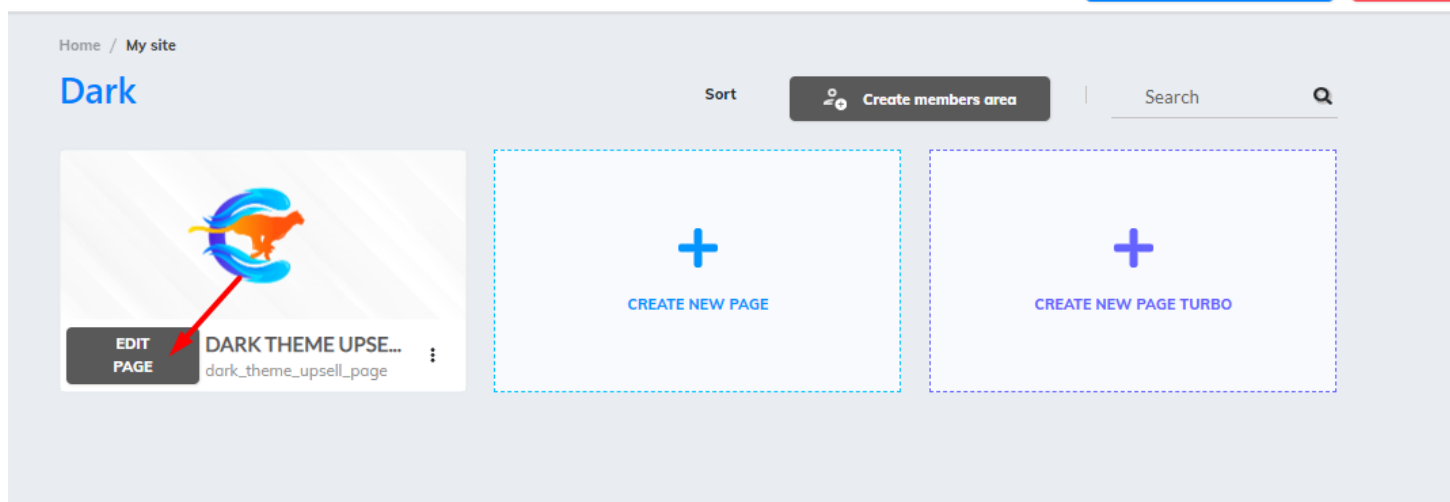 Home / My site
Dark
Sort
Create members area
Search
EDIT
PAGE
DARK THEME UPSE...
dark_theme_upsell_page
CREATE NEW PAGE
CREATE NEW PAGE TURBO